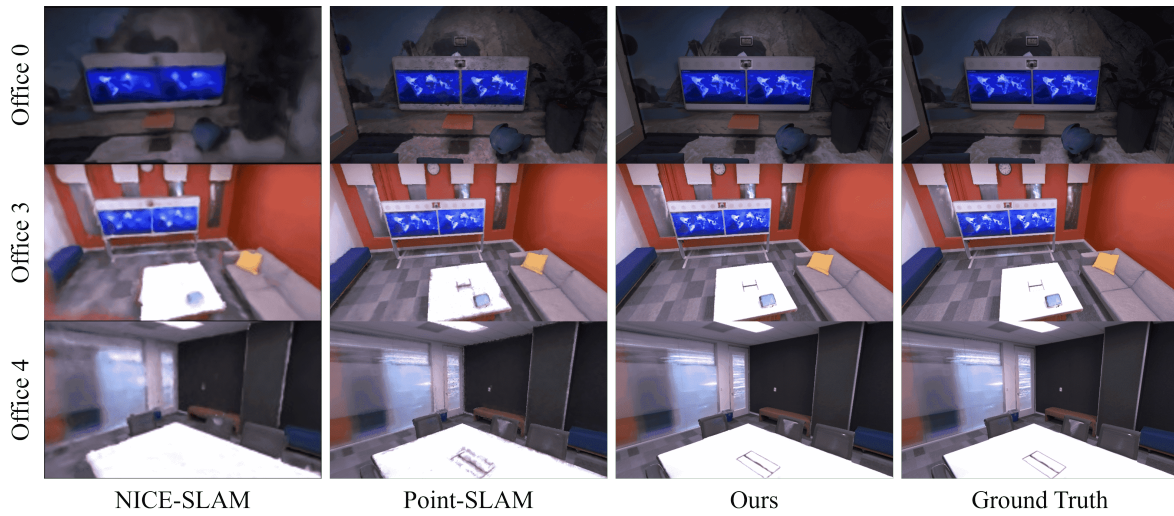 Office 0
Office 3
Office 4
NICE-SLAM
Point-SLAM
Ours
Ground Truth